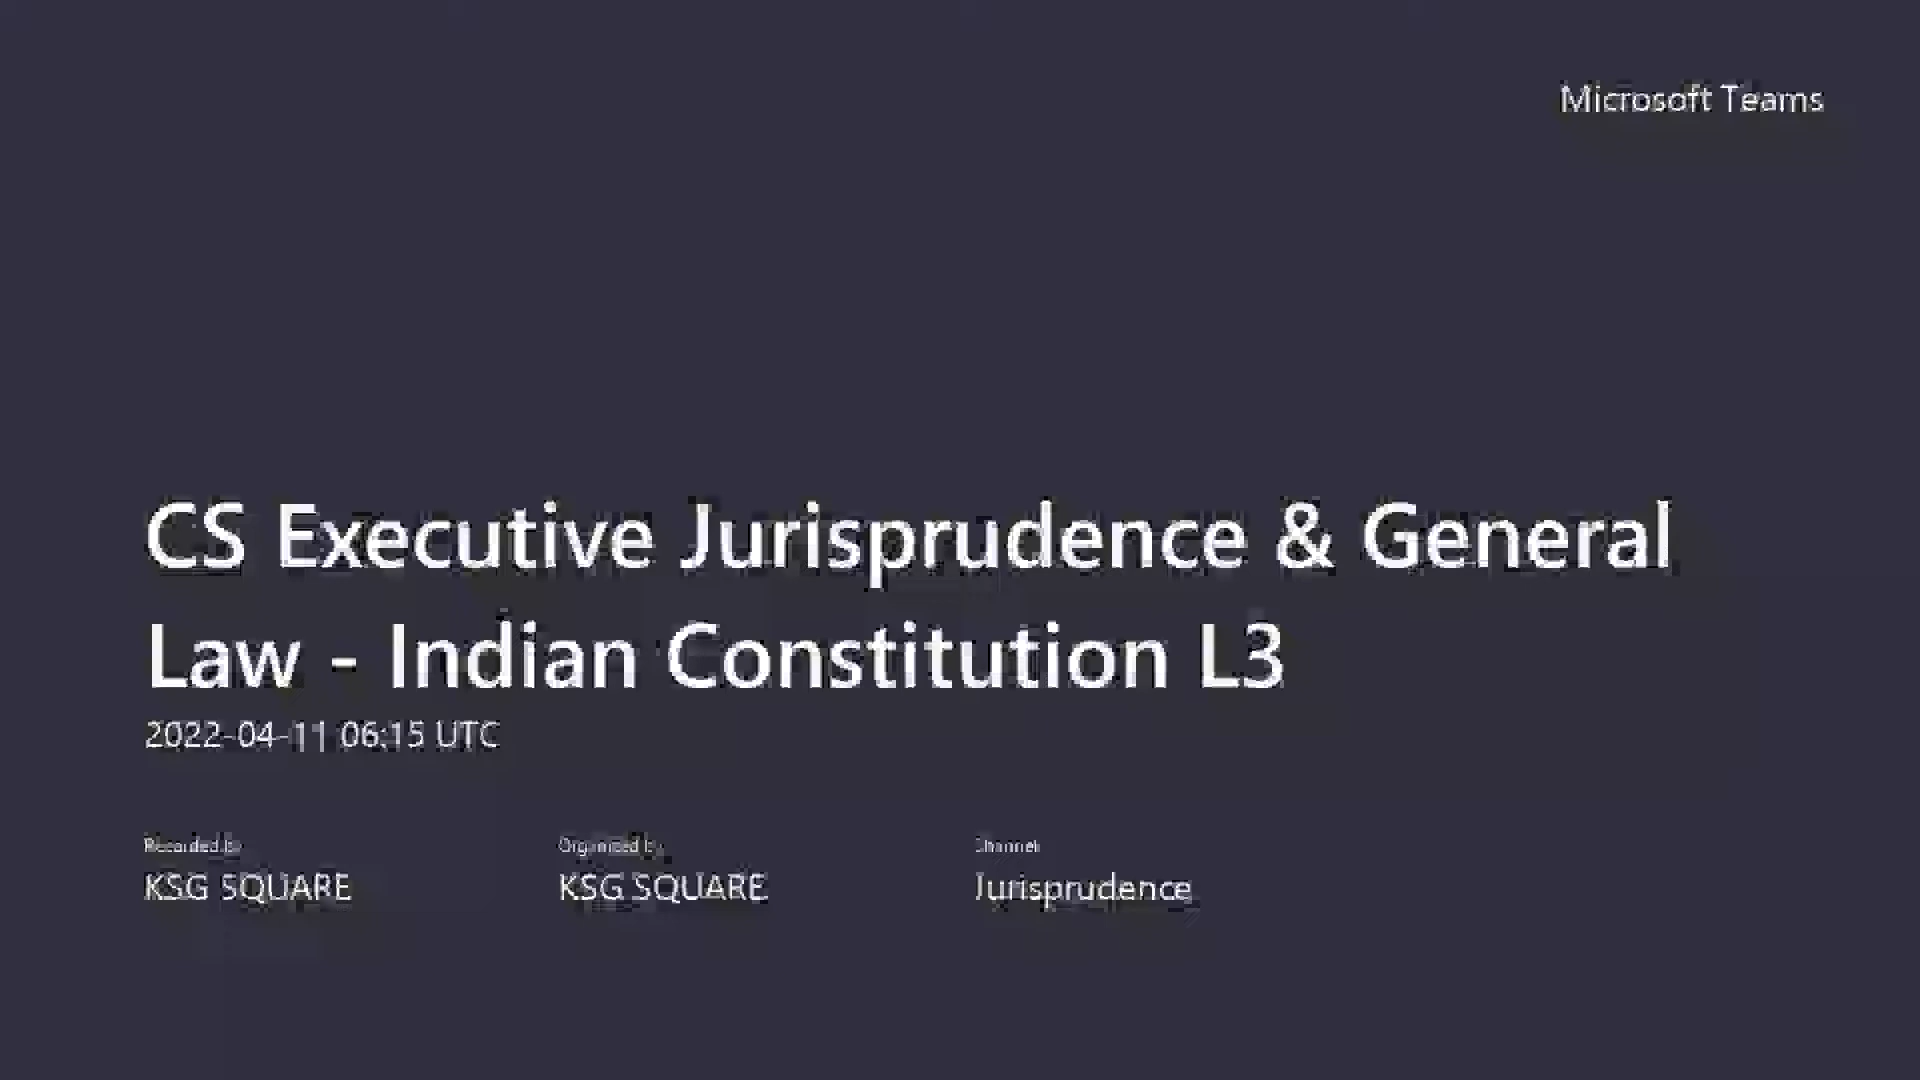 Microsoft Teams
CS Executive Jurisprudence & General
Law - Indian Constitution L3
2022-04-11 06:15 UTC
Recorded by
Organized by
Channel
KSG SQUARE
KSG SQUARE
Jurisprudence